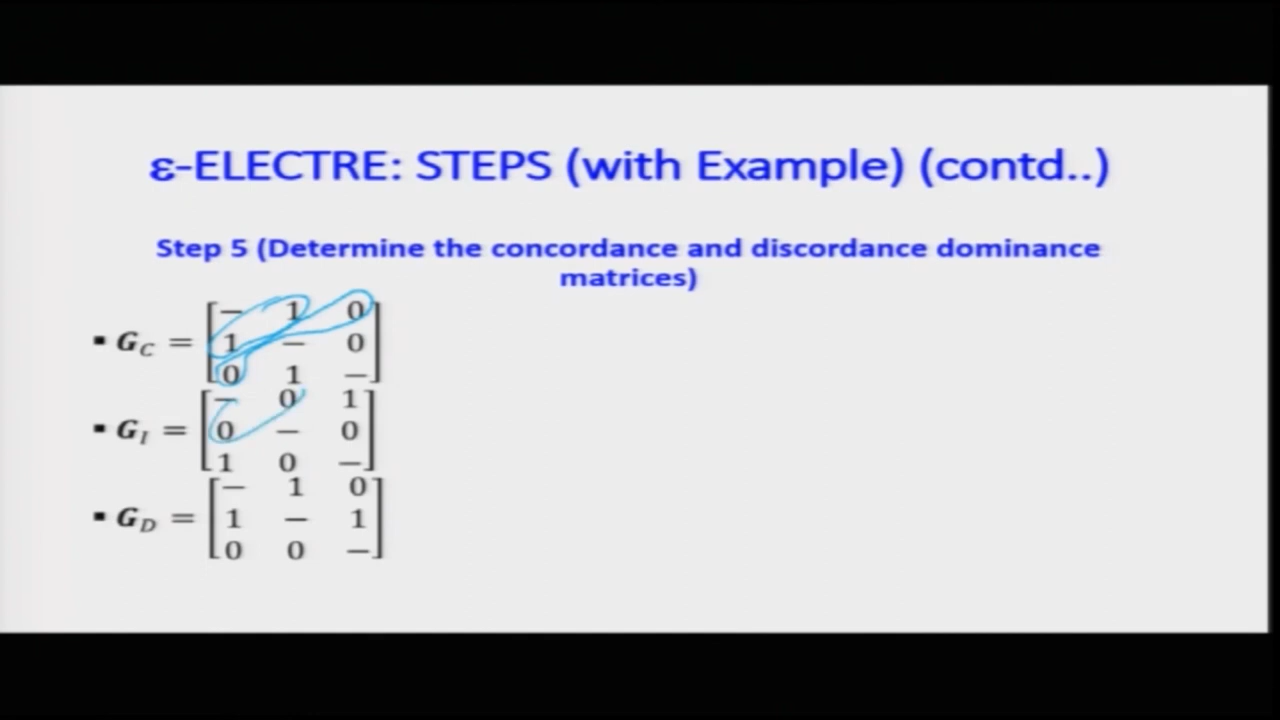 ε-ELECTRE: STEPS (with Example) (contd..)
Step 5 (Determine the concordance and discordance dominance
matrices)
− 1 0
▪ G_C = 1 − 0
0 1 −
− 0 1
▪ G_I = 0 − 0
1 0 −
− 1 0
▪ G_D = 1 − 1
0 0 −